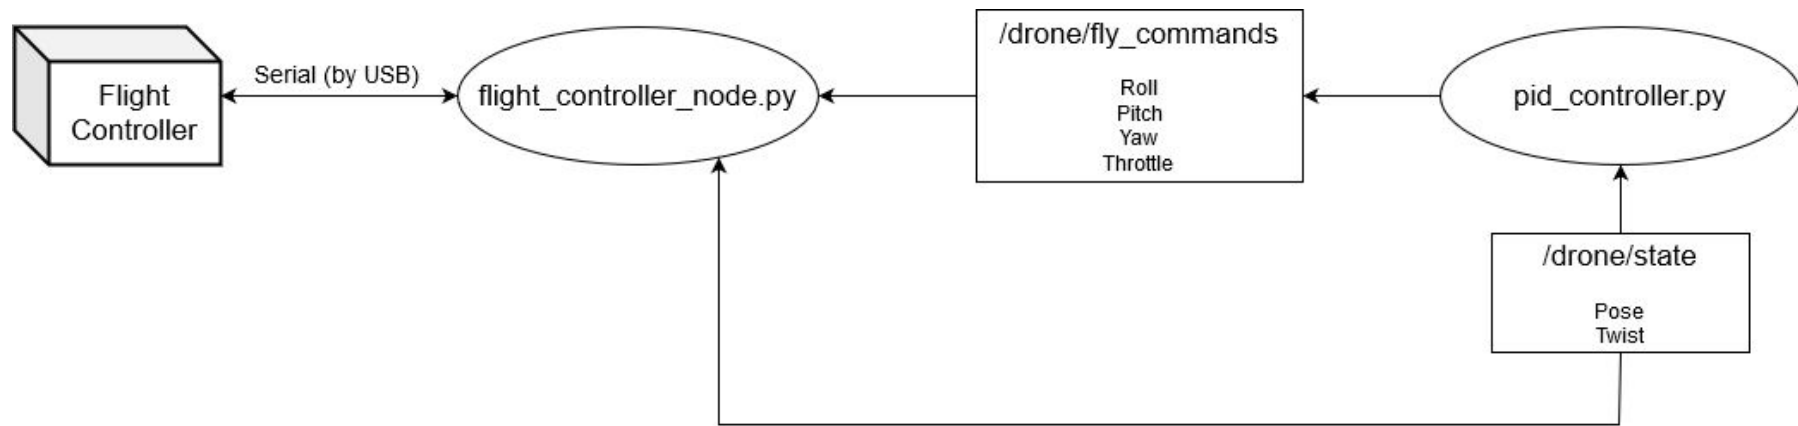 Flight
Controller
Serial (by USB)
flight_controller_node.py
/drone/fly_commands
Roll
Pitch
Yaw
Throttle
pid_controller.py
/drone/state
Pose
Twist